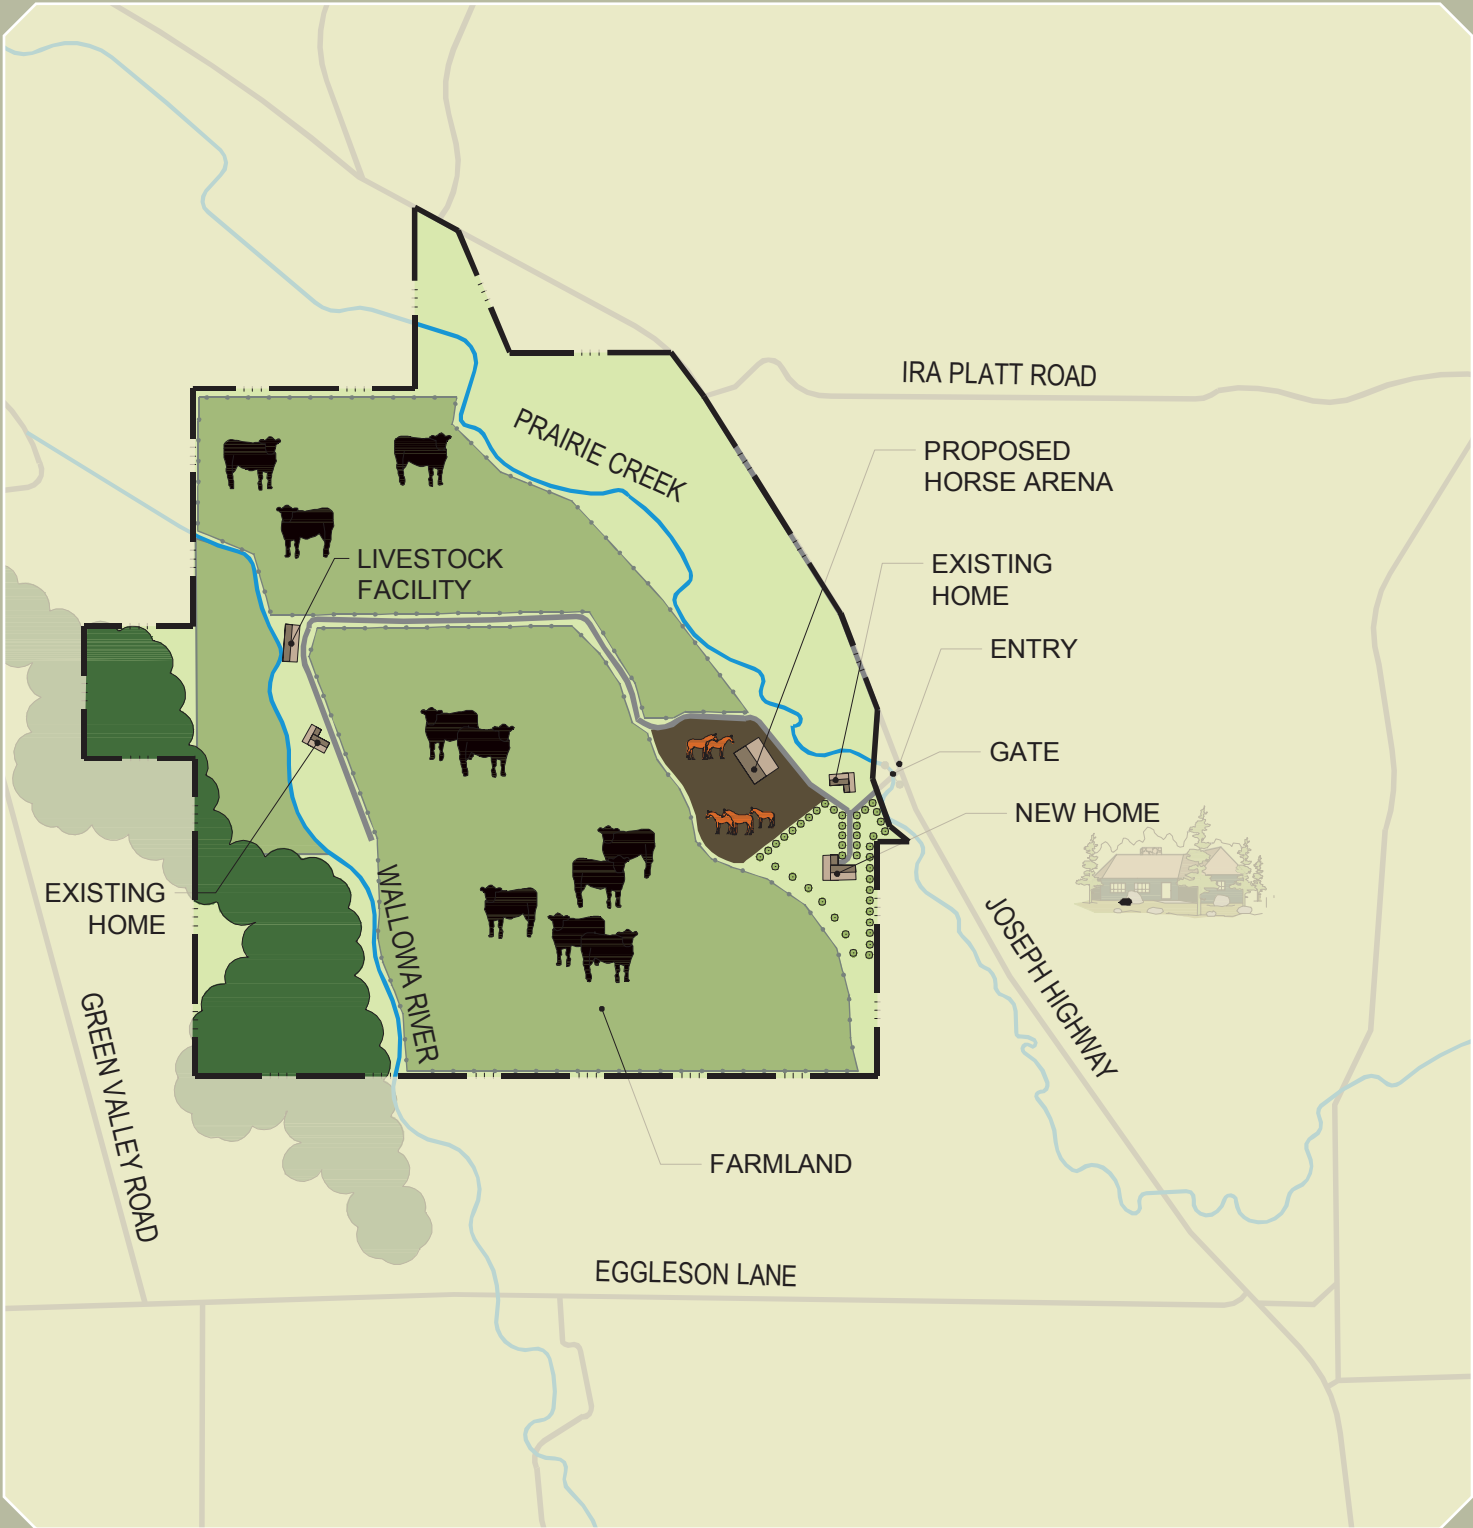 IRA PLATT ROAD
PRAIRIE CREEK
PROPOSED
HORSE ARENA
LIVESTOCK
FACILITY
EXISTING
HOME
ENTRY
GATE
NEW HOME
EXISTING
HOME
WALLOWA RIVER
JOSEPH HIGHWAY
GREEN VALLEY ROAD
FARMLAND
EGGLESON LANE